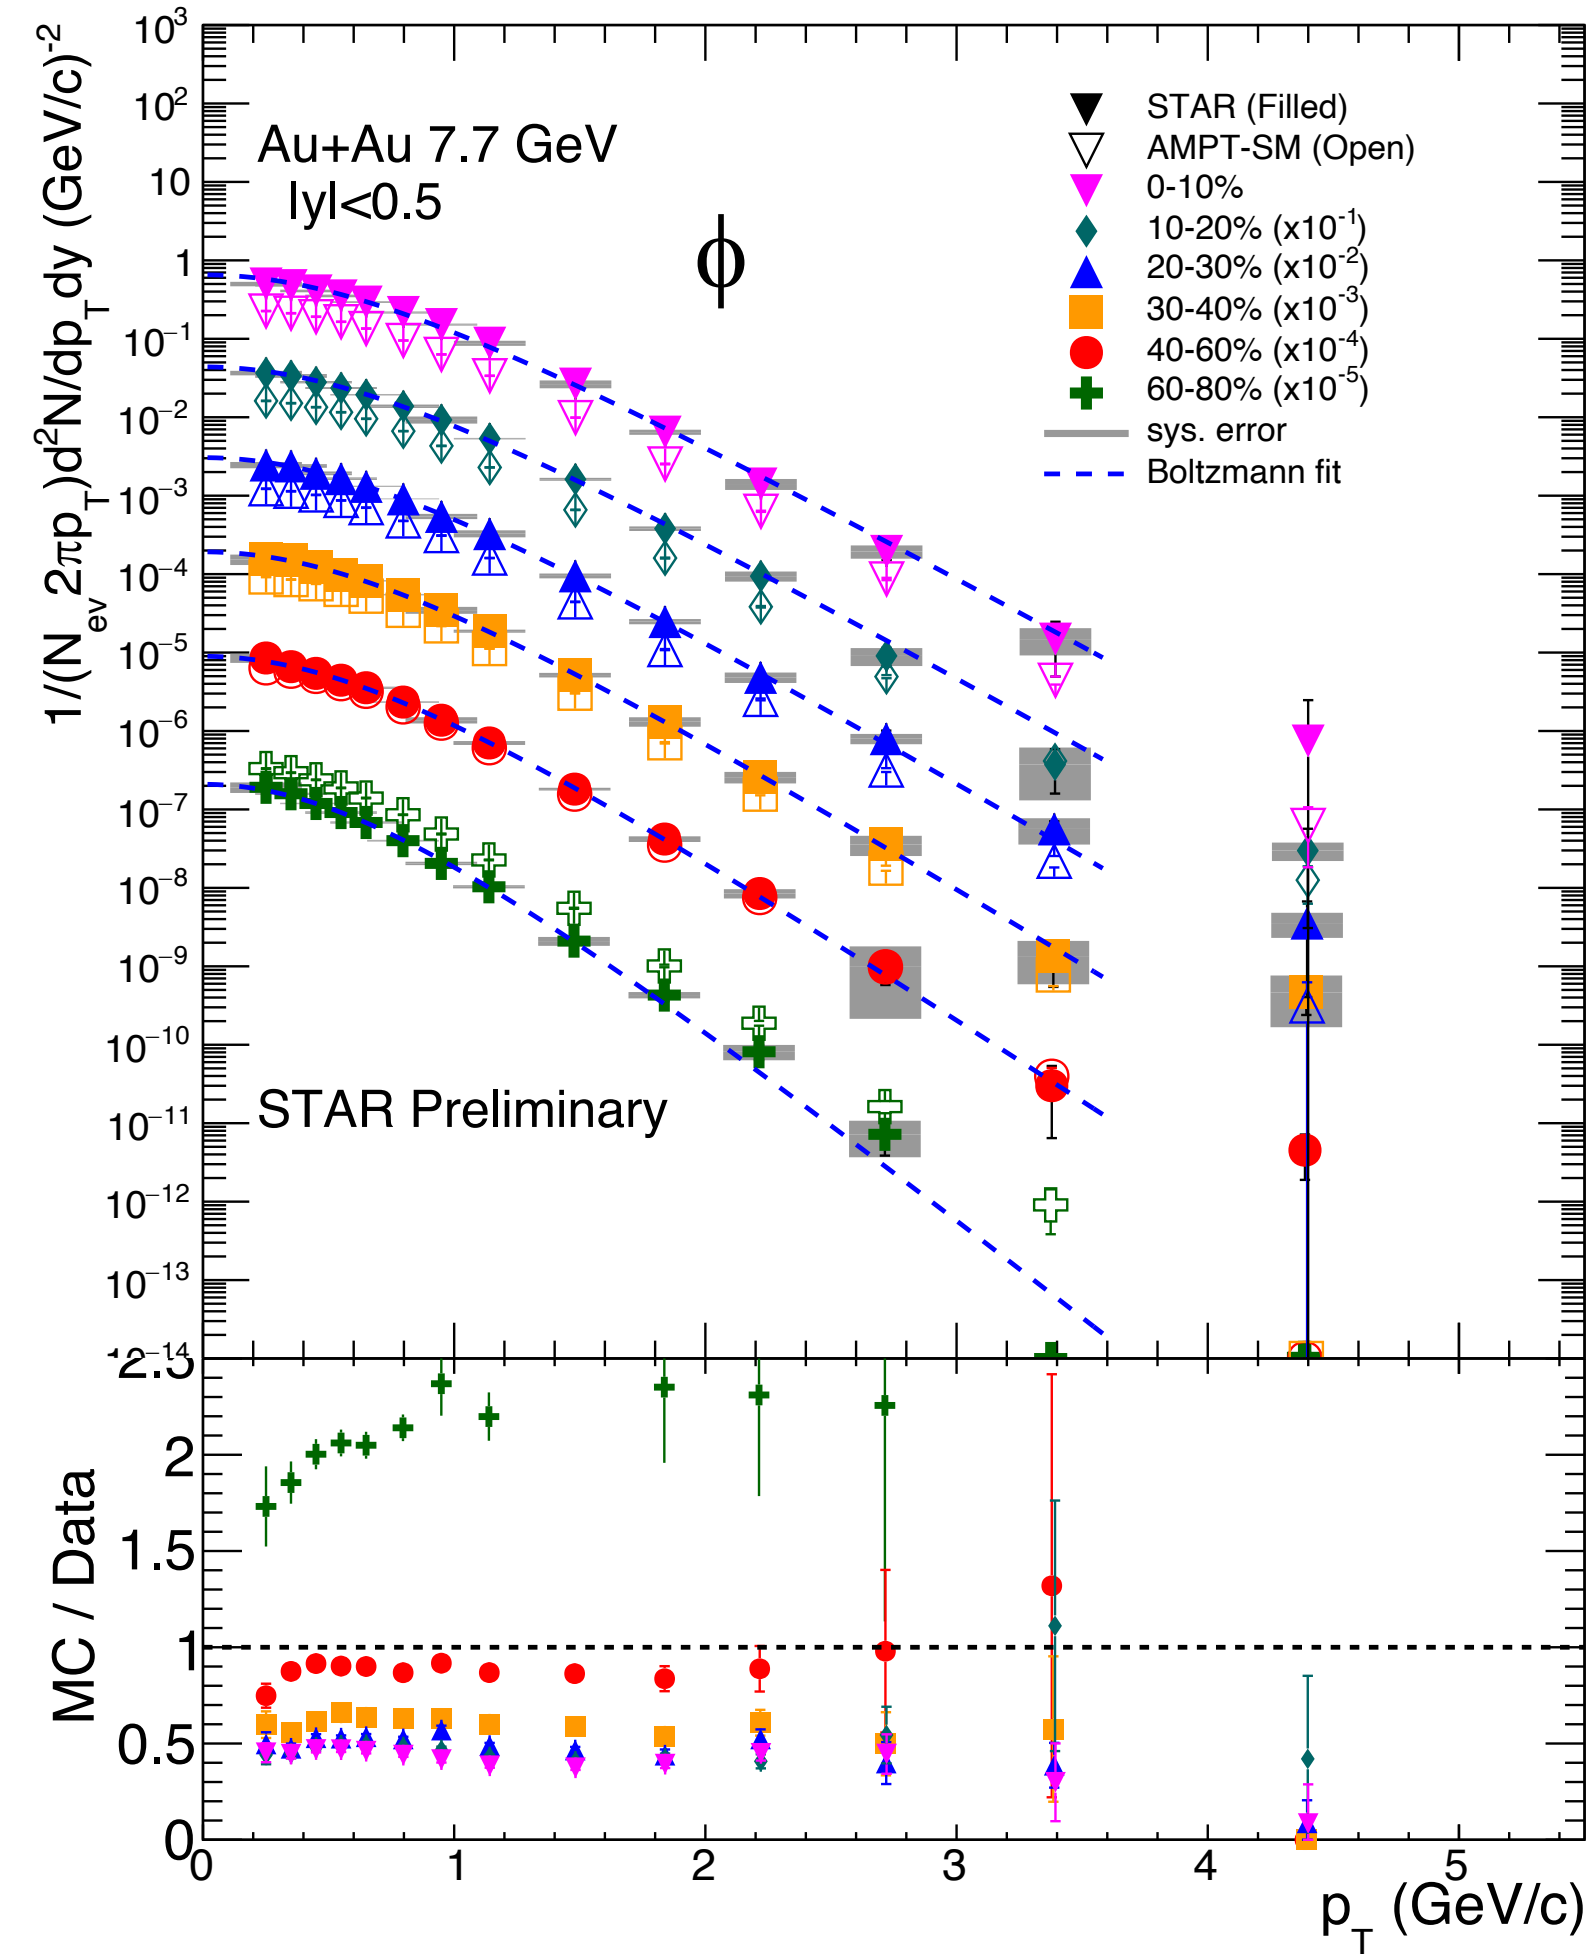 1/(N_ev 2πp_T)d²N/dp_T dy (GeV/c)⁻²
10³
10²
10
1
10⁻¹
10⁻²
10⁻³
10⁻⁴
10⁻⁵
10⁻⁶
10⁻⁷
10⁻⁸
10⁻⁹
10⁻¹⁰
10⁻¹¹
10⁻¹²
10⁻¹³
10⁻¹⁴
Au+Au 7.7 GeV
|y|<0.5
ϕ
STAR (Filled)
AMPT-SM (Open)
0-10%
10-20% (x10⁻¹)
20-30% (x10⁻²)
30-40% (x10⁻³)
40-60% (x10⁻⁴)
60-80% (x10⁻⁵)
sys. error
Boltzmann fit
STAR Preliminary
MC / Data
2.5
2
1.5
1
0.5
0
0 1 2 3 4 5
p_T (GeV/c)